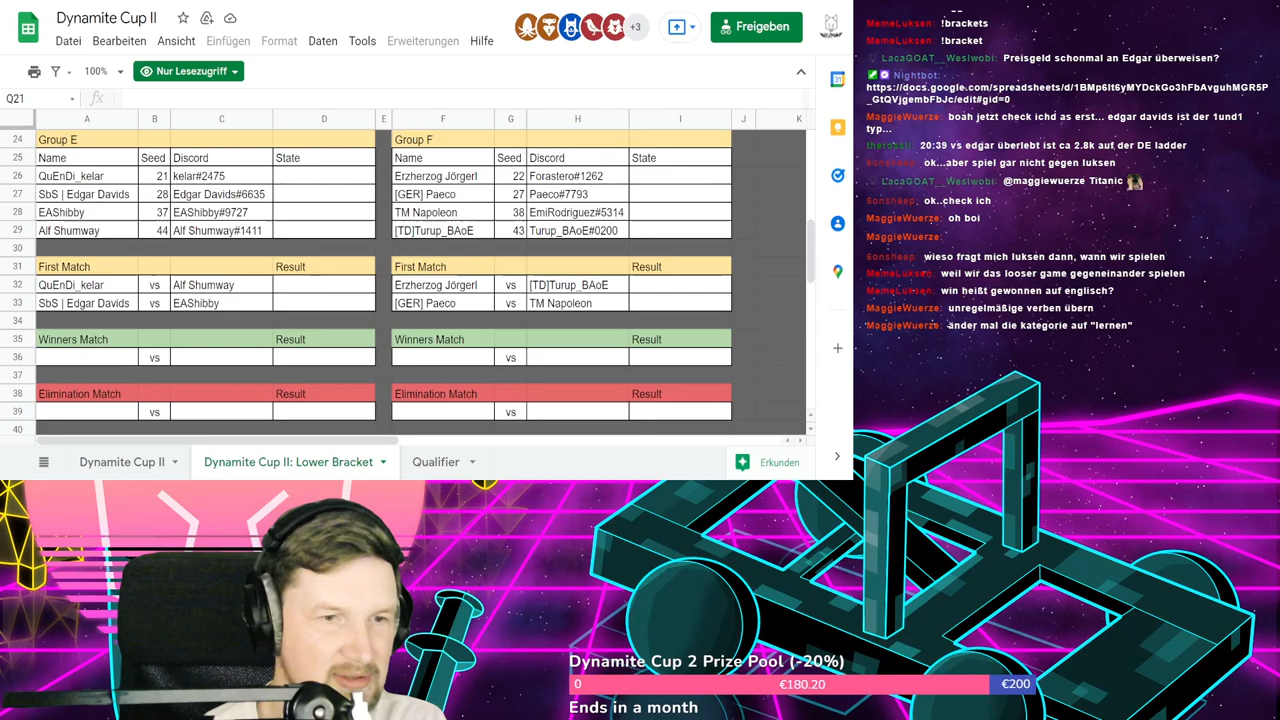 Dynamite Cup II
Datei Bearbeiten Ansicht Einfügen Format Daten Tools Erweiterungen Hilfe
+3
Freigeben
100%
Nur Lesezugriff
Q21
fx
A B C D E F G H I J K
24 Group E Group F
25 Name Seed Discord State Name Seed Discord State
26 QuEnDi_kelar 21 kelar#2475 Erzherzog Jörgerl 22 Forastero#1262
27 SbS | Edgar Davids 28 Edgar Davids#6635 [GER] Paeco 27 Paeco#7793
28 EAShibby 37 EAShibby#9727 TM Napoleon 38 EmiRodriguez#5314
29 Alf Shumway 44 Alf Shumway#1411 [TD]Turup_BAoE 43 Turup_BAoE#0200
30
31 First Match Result First Match Result
32 QuEnDi_kelar vs Alf Shumway Erzherzog Jörgerl vs [TD]Turup_BAoE
33 SbS | Edgar Davids vs EAShibby [GER] Paeco vs TM Napoleon
34
35 Winners Match Result Winners Match Result
36 vs vs
37
38 Elimination Match Result Elimination Match Result
39 vs vs
40
Dynamite Cup II Dynamite Cup II: Lower Bracket Qualifier
Erkunden
31
MemeLuksen: !brackets
MemeLuksen: !bracket
LacaGOAT__Weslwobi: Preisgeld schonmal an Edgar überweisen?
Nightbot:
https://docs.google.com/spreadsheets/d/1BMp6lt6yMYDckGo3hFbAvguhMGR5P
_GtQVjgembFbJc/edit#gid=0
MaggieWuerze: boah jetzt check ichd as erst... edgar davids ist der 1und1
typ...
therossii: 20:39 vs edgar überlebt ist ca 2.8k auf der DE ladder
6onsheep: ok...aber spiel gar nicht gegen luksen
LacaGOAT__Weslwobi: @maggiewuerze Titanic
6onsheep: ok..check ich
MaggieWuerze: oh boi
MaggieWuerze:
6onsheep: wieso fragt mich luksen dann, wann wir spielen
MemeLuksen: weil wir das looser game gegeneinander spielen
MemeLuksen: win heißt gewonnen auf englisch?
MaggieWuerze: unregelmäßige verben übern
MaggieWuerze: änder mal die kategorie auf "lernen"
Dynamite Cup 2 Prize Pool (-20%)
0 €180.20 €200
Ends in a month